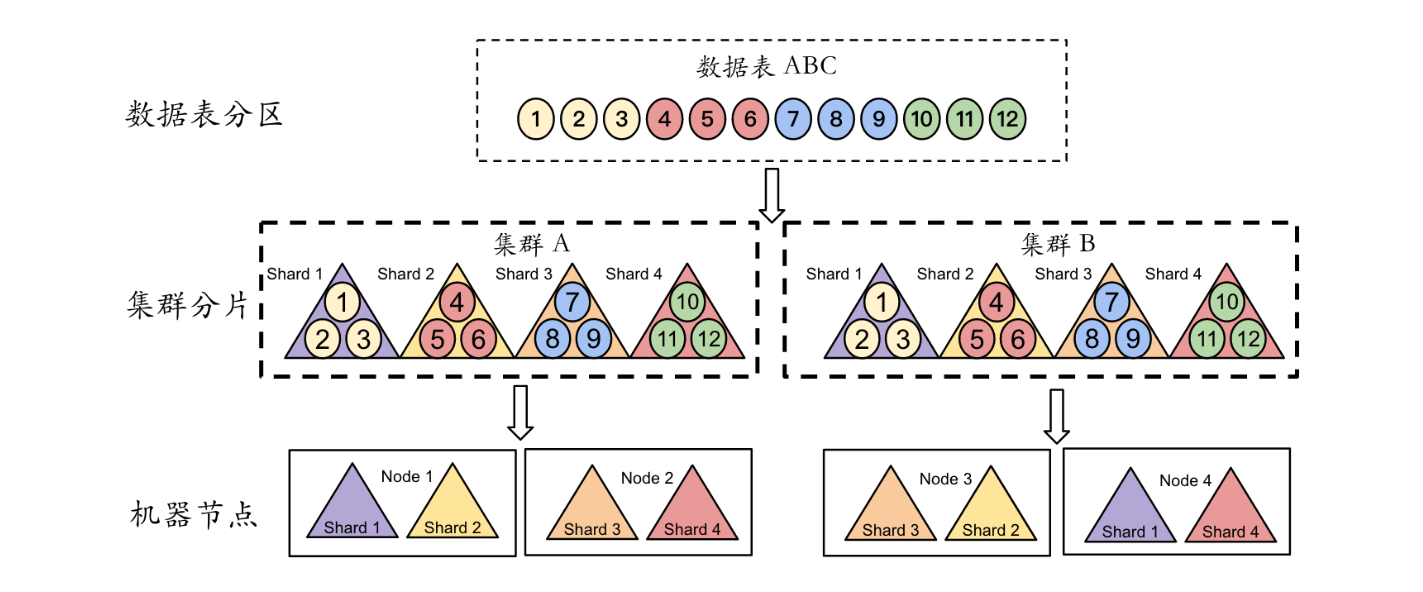 数据表 ABC
数据表分区
1 2 3 4 5 6 7 8 9 10 11 12
集群 A
集群 B
Shard 1 Shard 2 Shard 3 Shard 4
Shard 1 Shard 2 Shard 3 Shard 4
集群分片
1 4 7 10
2 3 5 6 8 9 11 12
1 4 7 10
2 3 5 6 8 9 11 12
机器节点
Node 1
Shard 1 Shard 2
Node 2
Shard 3 Shard 4
Node 3
Shard 3 Shard 2
Node 4
Shard 1 Shard 4